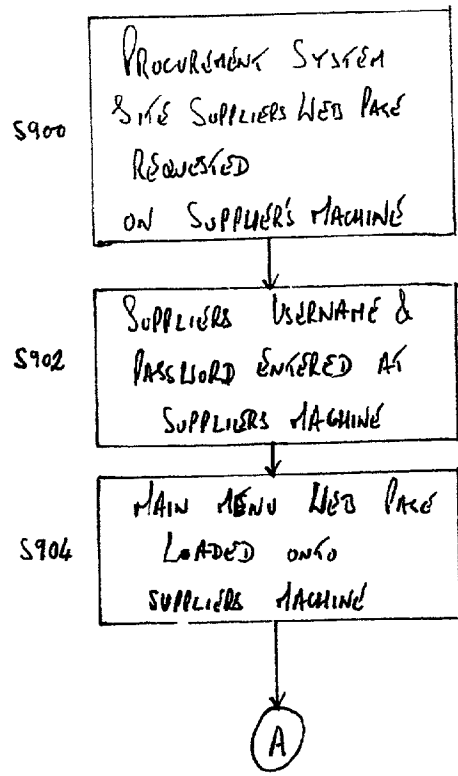 PROCUREMENT SYSTEM
S900
SITE SUPPLIERS WEB PAGE
REQUESTED
ON SUPPLIER'S MACHINE
SUPPLIERS USERNAME &
S902
PASSWORD ENTERED AT
SUPPLIERS MACHINE
MAIN MENU WEB PAGE
S904
LOADED ONTO
SUPPLIERS MACHINE
A